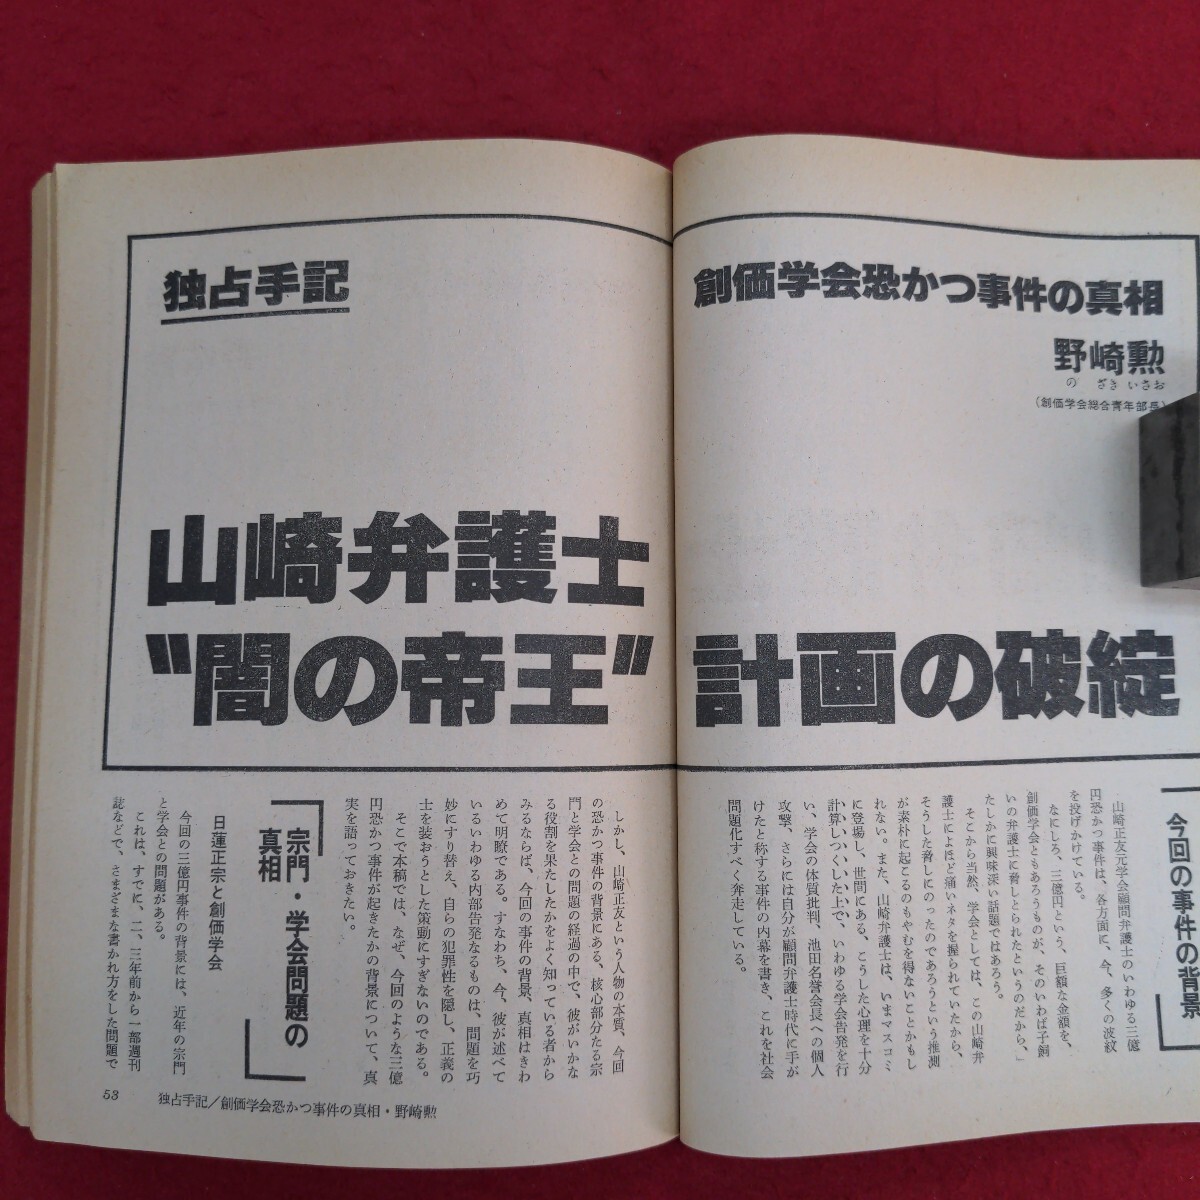 創価学会恐かつ事件の真相
野崎勲
のざきいさお
(創価学会総合青年部長)
独占手記
山崎弁護士
“闇の帝王”計画の破綻
今回の事件の背景
山崎正友元学会顧問弁護士のいわゆる三億
円恐かつ事件は、各方面に、今、多くの波紋
を投げかけている。
なにしろ、三億円という、巨額な金額を、
創価学会ともあろうものが、そのいわば子飼
いの弁護士に脅しとられたというのだから、
たしかに興味深い話題ではあろう。
そこから当然、学会としては、この山崎弁
護士によほど痛いネタを握られていたから、
そうした脅しにのったのであろうという推測
が素朴に起こるのもやむを得ないことかもし
れない。また、山崎弁護士は、いまマスコミ
に登場し、世間にある、こうした心理を十分
計算しつくした上で、いわゆる学会告発を行
い、学会の体質批判、池田名誉会長への個人
攻撃、さらには自分が顧問弁護士時代に手が
けたと称する事件の内幕を書き、これを社会
問題化すべく奔走している。
しかし、山崎正友という人物の本質、今回
の恐かつ事件の背景にある、核心部分たる宗
門と学会との問題の経過の中で、彼がいかな
る役割を果たしたかをよく知っている者から
みるならば、今回の事件の背景、真相はきわ
めて明瞭である。すなわち、今、彼が述べて
いるいわゆる内部告発なるものは、問題を巧
妙にすり替え、自らの犯罪性を隠し、正義の
士を装おうとした策動にすぎないのである。
そこで本稿では、なぜ、今回のような三億
円恐かつ事件が起きたかの背景について、真
実を語っておきたい。
宗門・学会問題の
真相
日蓮正宗と創価学会
今回の三億円事件の背景には、近年の宗門
と学会との問題がある。
これは、すでに、二、三年前から一部週刊
誌などで、さまざまな書かれ方をした問題で
53
独占手記/創価学会恐かつ事件の真相・野崎勲